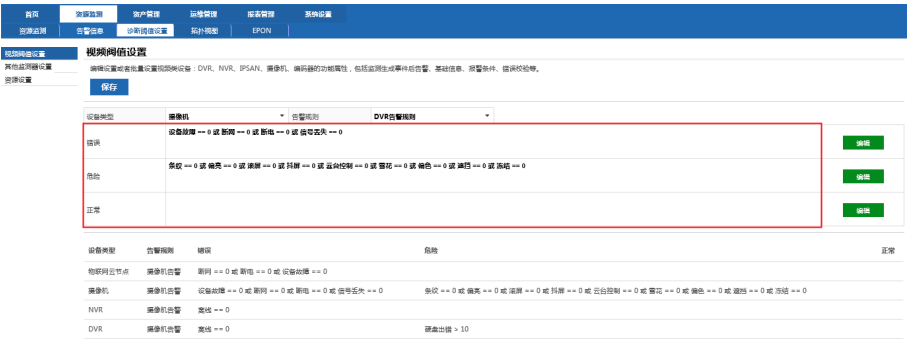 首页 资源监测 资产管理 运维管理 报表管理 系统设置
资源监测 告警信息 诊断阈值设置 拓扑视图 EPON
视频阈值设置
其他监测器设置
资源设置
视频阈值设置
编辑设置或者批量设置视频类设备：DVR、NVR、IPSAN、摄像机、编码器的功能属性，包括监测生成事件后告警、基础信息、报警条件、错误校验等。
保存
设备类型 摄像机 告警规则 DVR告警规则
错误 设备故障 == 0 或 断网 == 0 或 断电 == 0 或 信号丢失 == 0 编辑
危险 条纹 == 0 或 偏亮 == 0 或 滚屏 == 0 或 抖屏 == 0 或 云台控制 == 0 或 雪花 == 0 或 偏色 == 0 或 遮挡 == 0 或 冻结 == 0 编辑
正常 编辑
设备类型 告警规则 错误 危险 正常
物联网云节点 摄像机告警 断网 == 0 或 断电 == 0 或 设备故障 == 0
摄像机 摄像机告警 设备故障 == 0 或 断网 == 0 或 断电 == 0 或 信号丢失 == 0 条纹 == 0 或 偏亮 == 0 或 滚屏 == 0 或 抖屏 == 0 或 云台控制 == 0 或 雪花 == 0 或 偏色 == 0 或 遮挡 == 0 或 冻结 == 0
NVR 摄像机告警 离线 == 0
DVR 摄像机告警 离线 == 0 硬盘出错 > 10